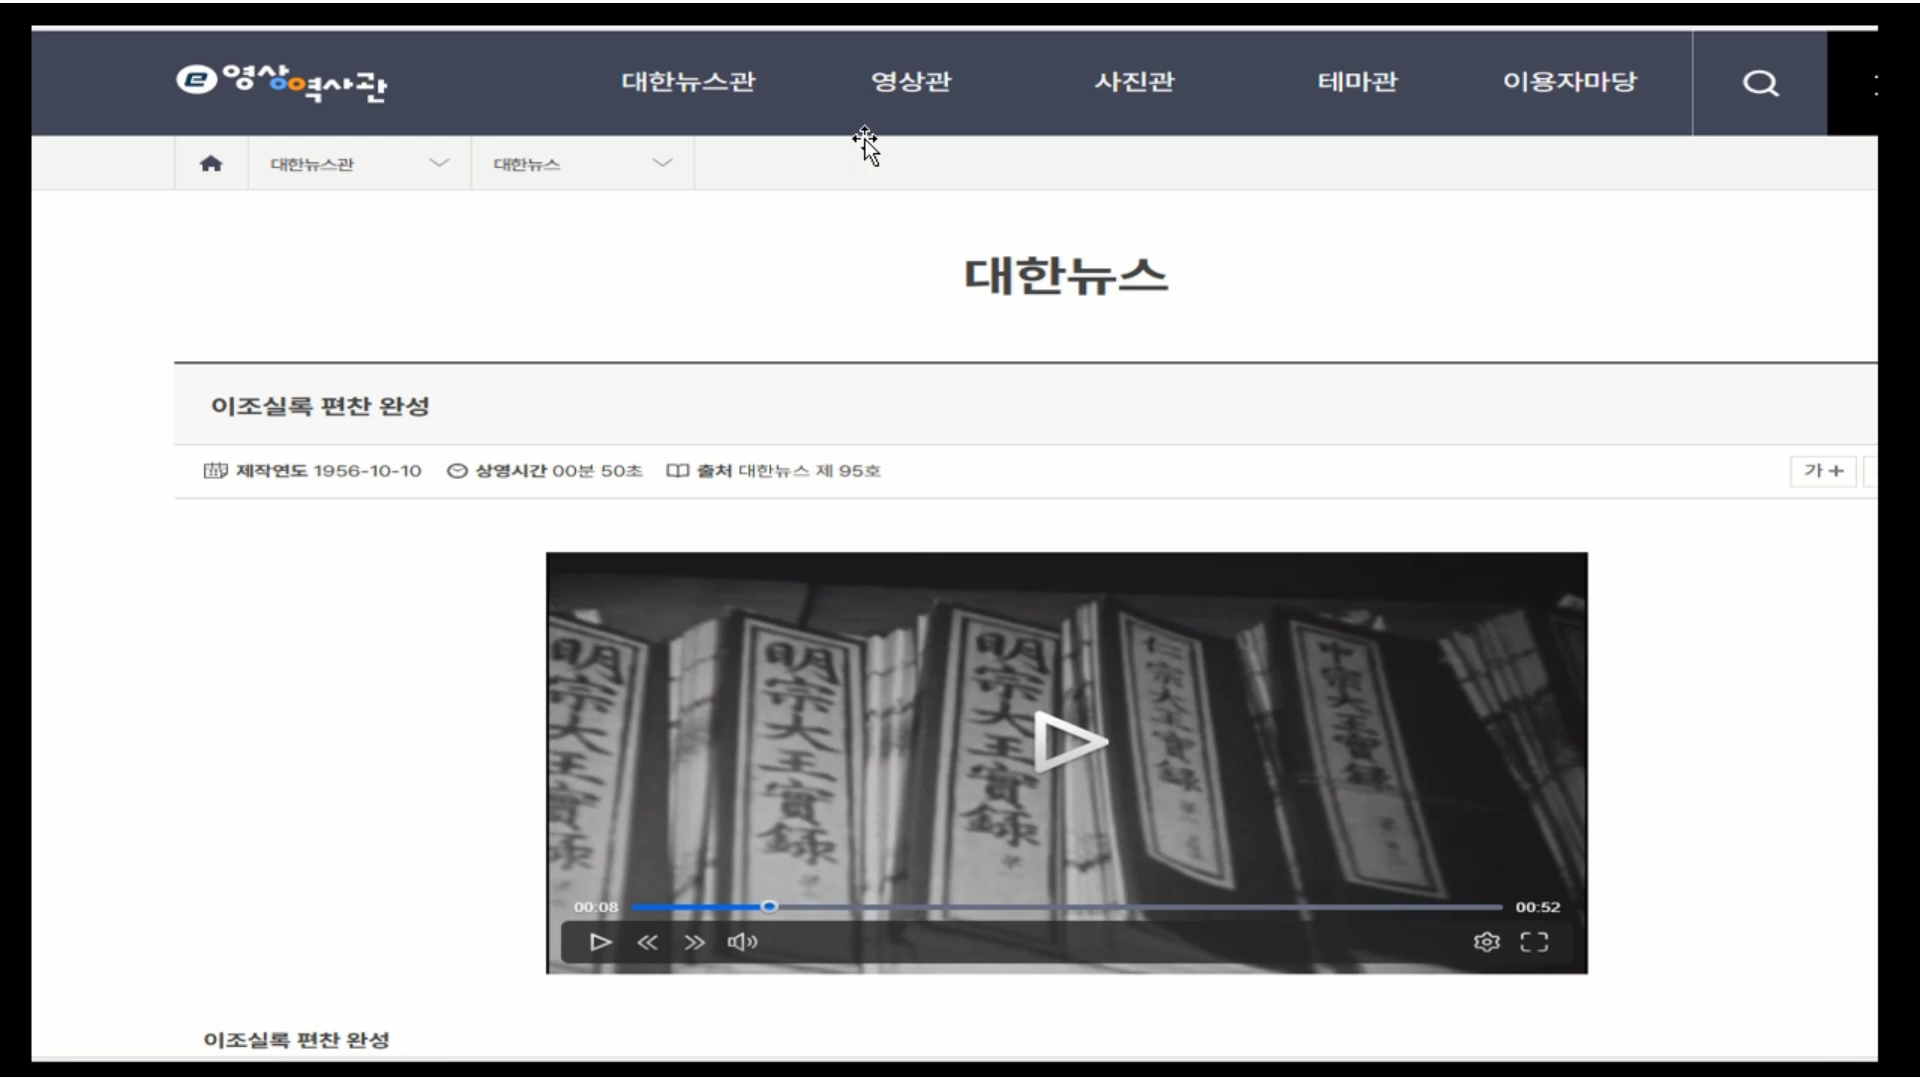 e영상역사관 대한뉴스관 영상관 사진관 테마관 이용자마당
대한뉴스관 대한뉴스
대한뉴스
이조실록 편찬 완성
제작연도 1956-10-10 상영시간 00분 50초 출처 대한뉴스 제 95호 가+
明宗大王實錄
明宗大王實錄
明宗大王實錄
仁宗大王實錄
中宗大王實錄
00:08 00:52
이조실록 편찬 완성